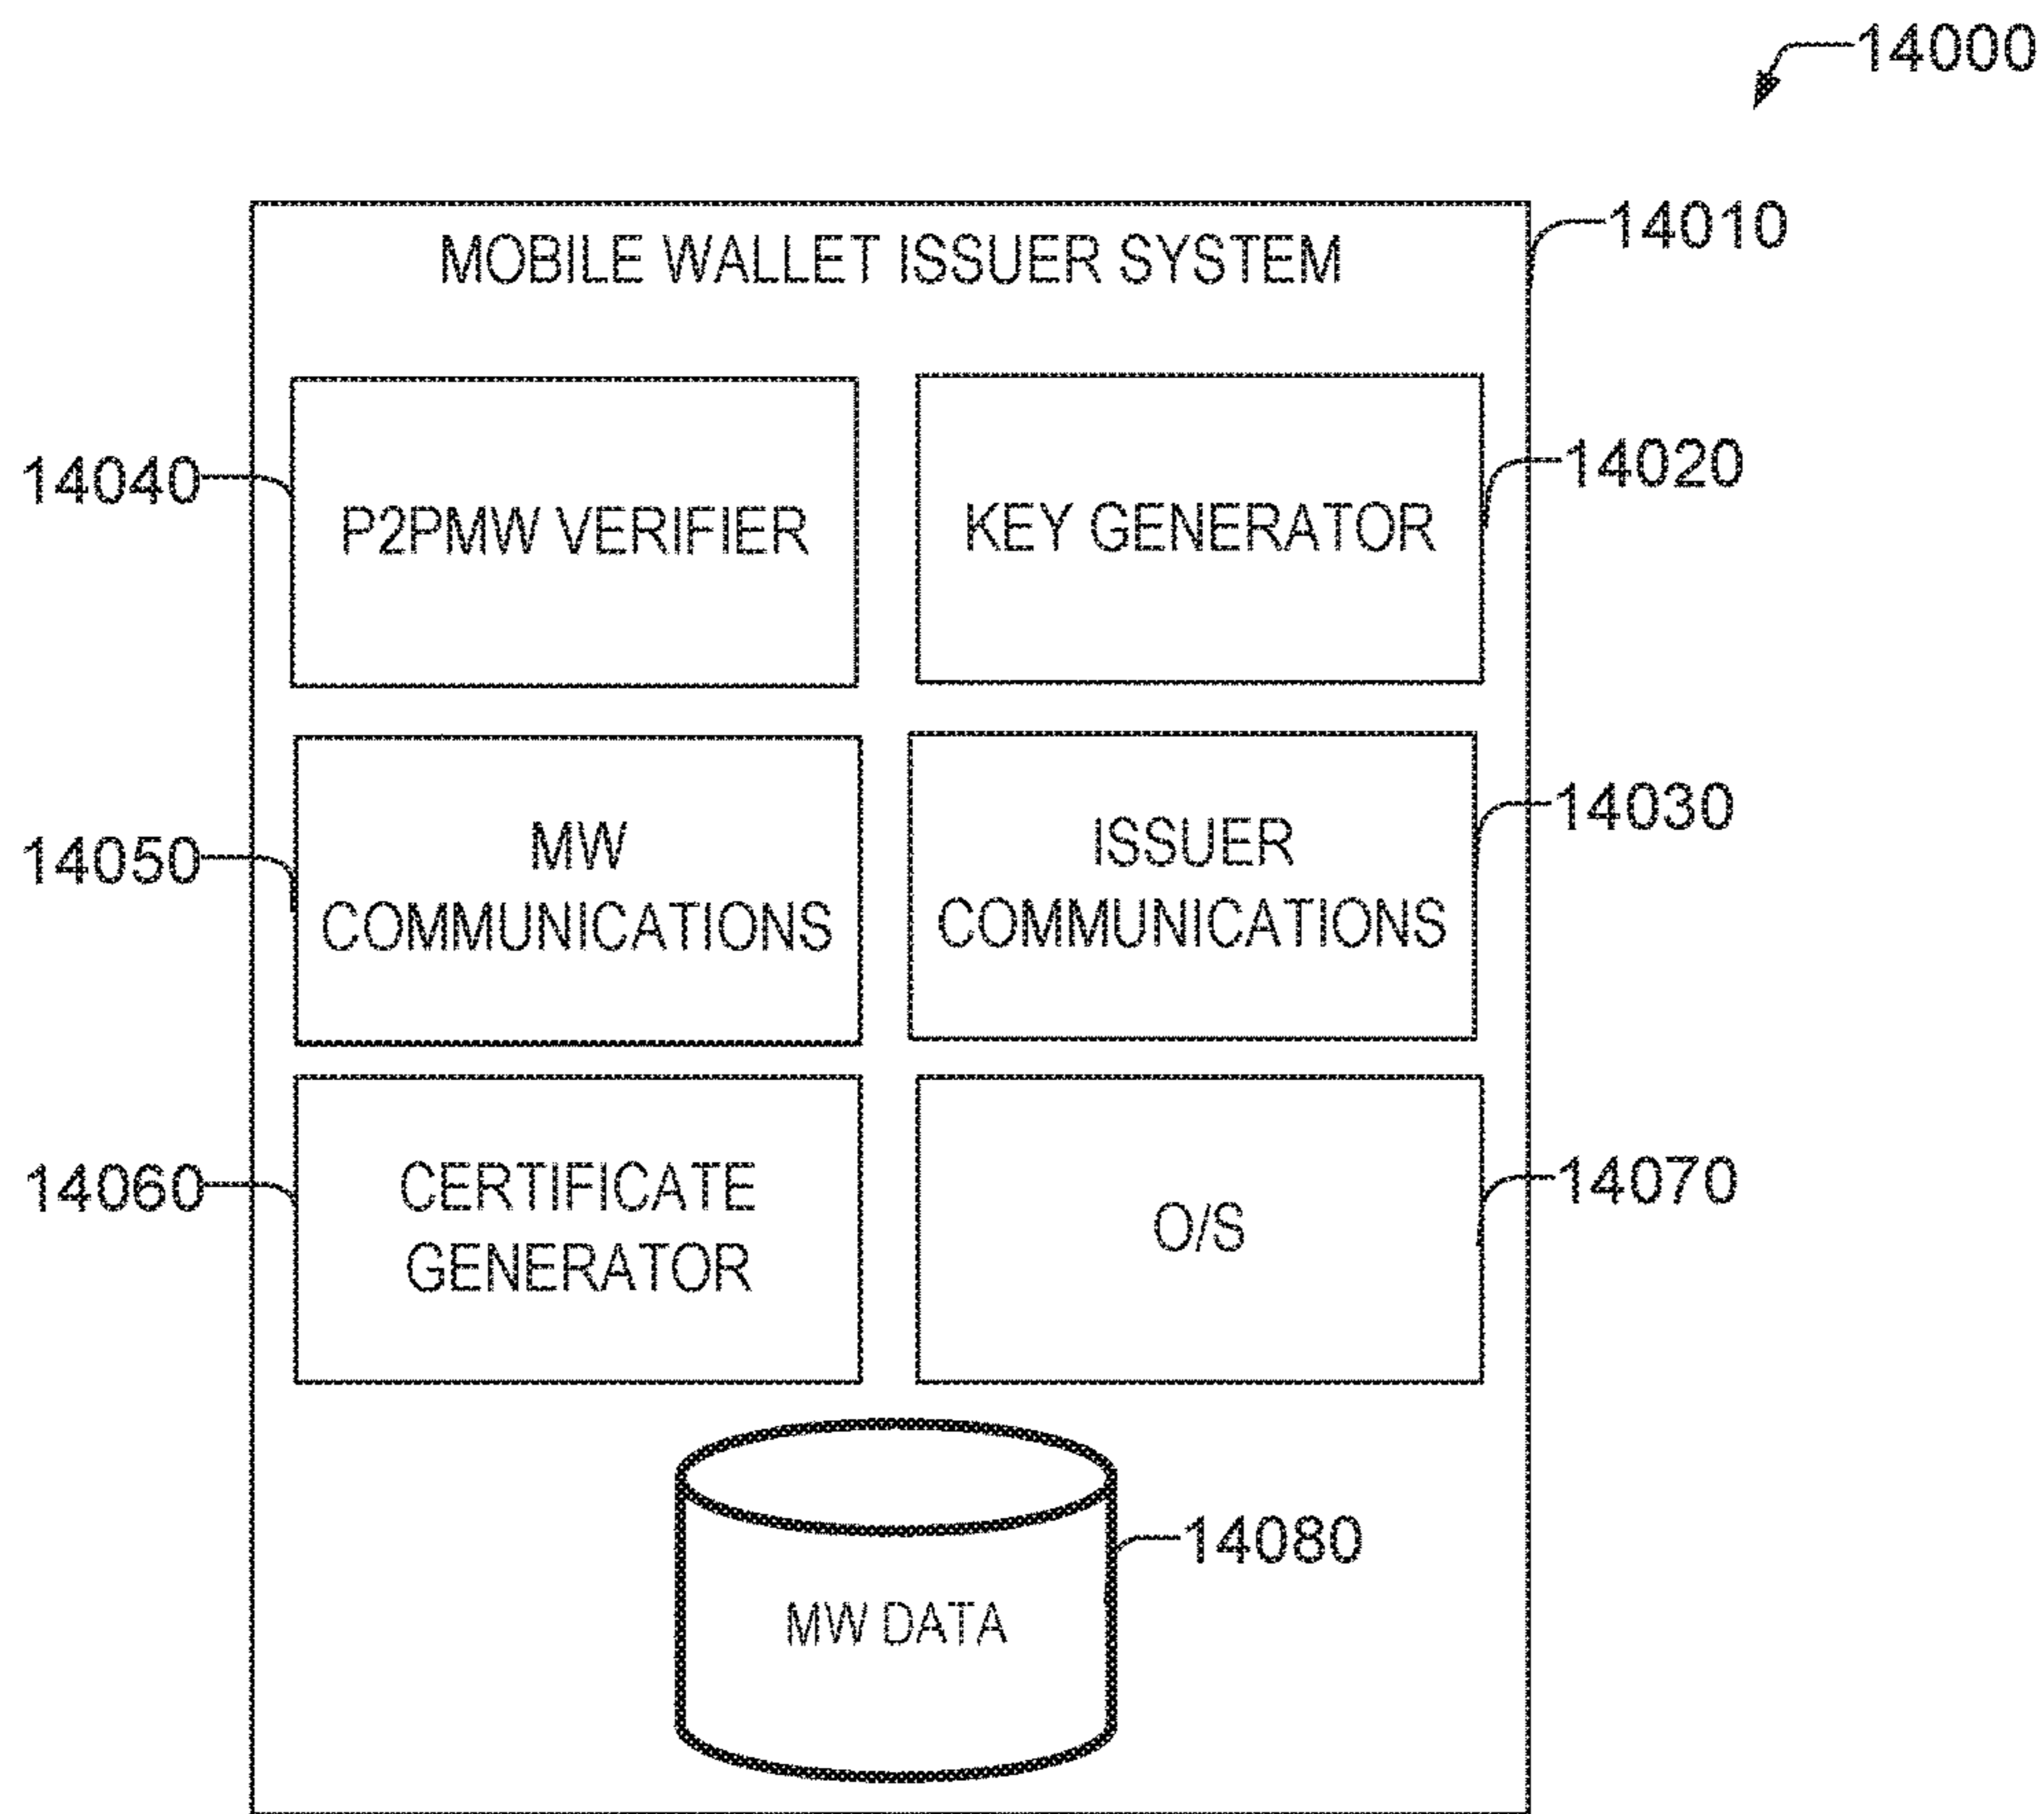 14000
MOBILE WALLET ISSUER SYSTEM
14010
14040
P2PMW VERIFIER
KEY GENERATOR
14020
14050
MW
COMMUNICATIONS
ISSUER
COMMUNICATIONS
14030
14060
CERTIFICATE
GENERATOR
O/S
14070
MW DATA
14080